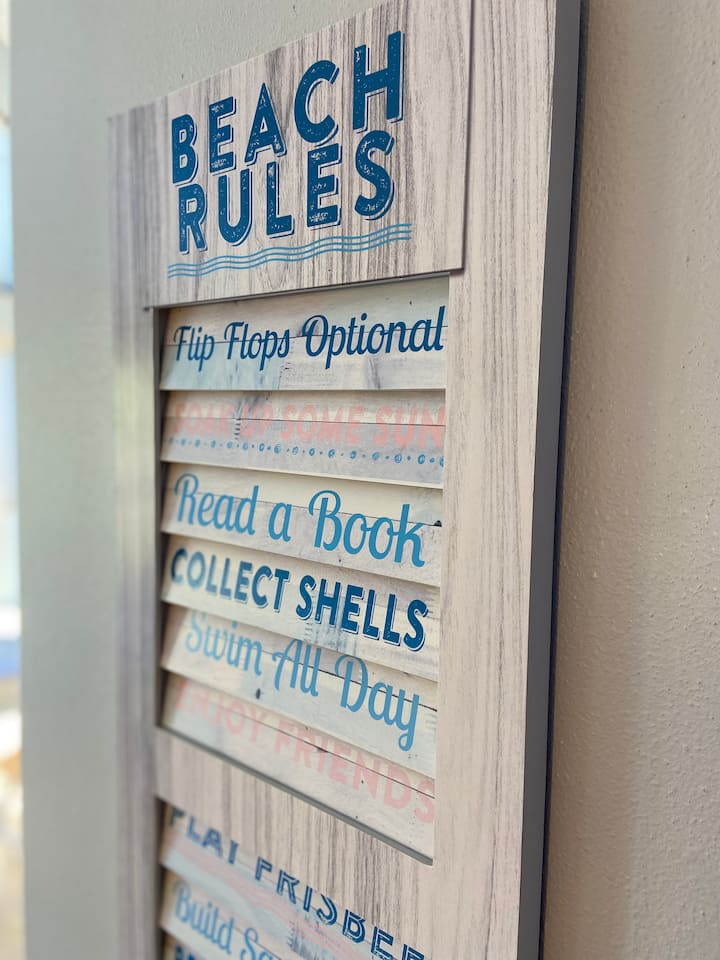 BEACH
RULES
Flip Flops Optional
SOAK UP SOME SUN
Read a Book
COLLECT SHELLS
Swim All Day
ENJOY FRIENDS
PLAY FRISBEE
Build